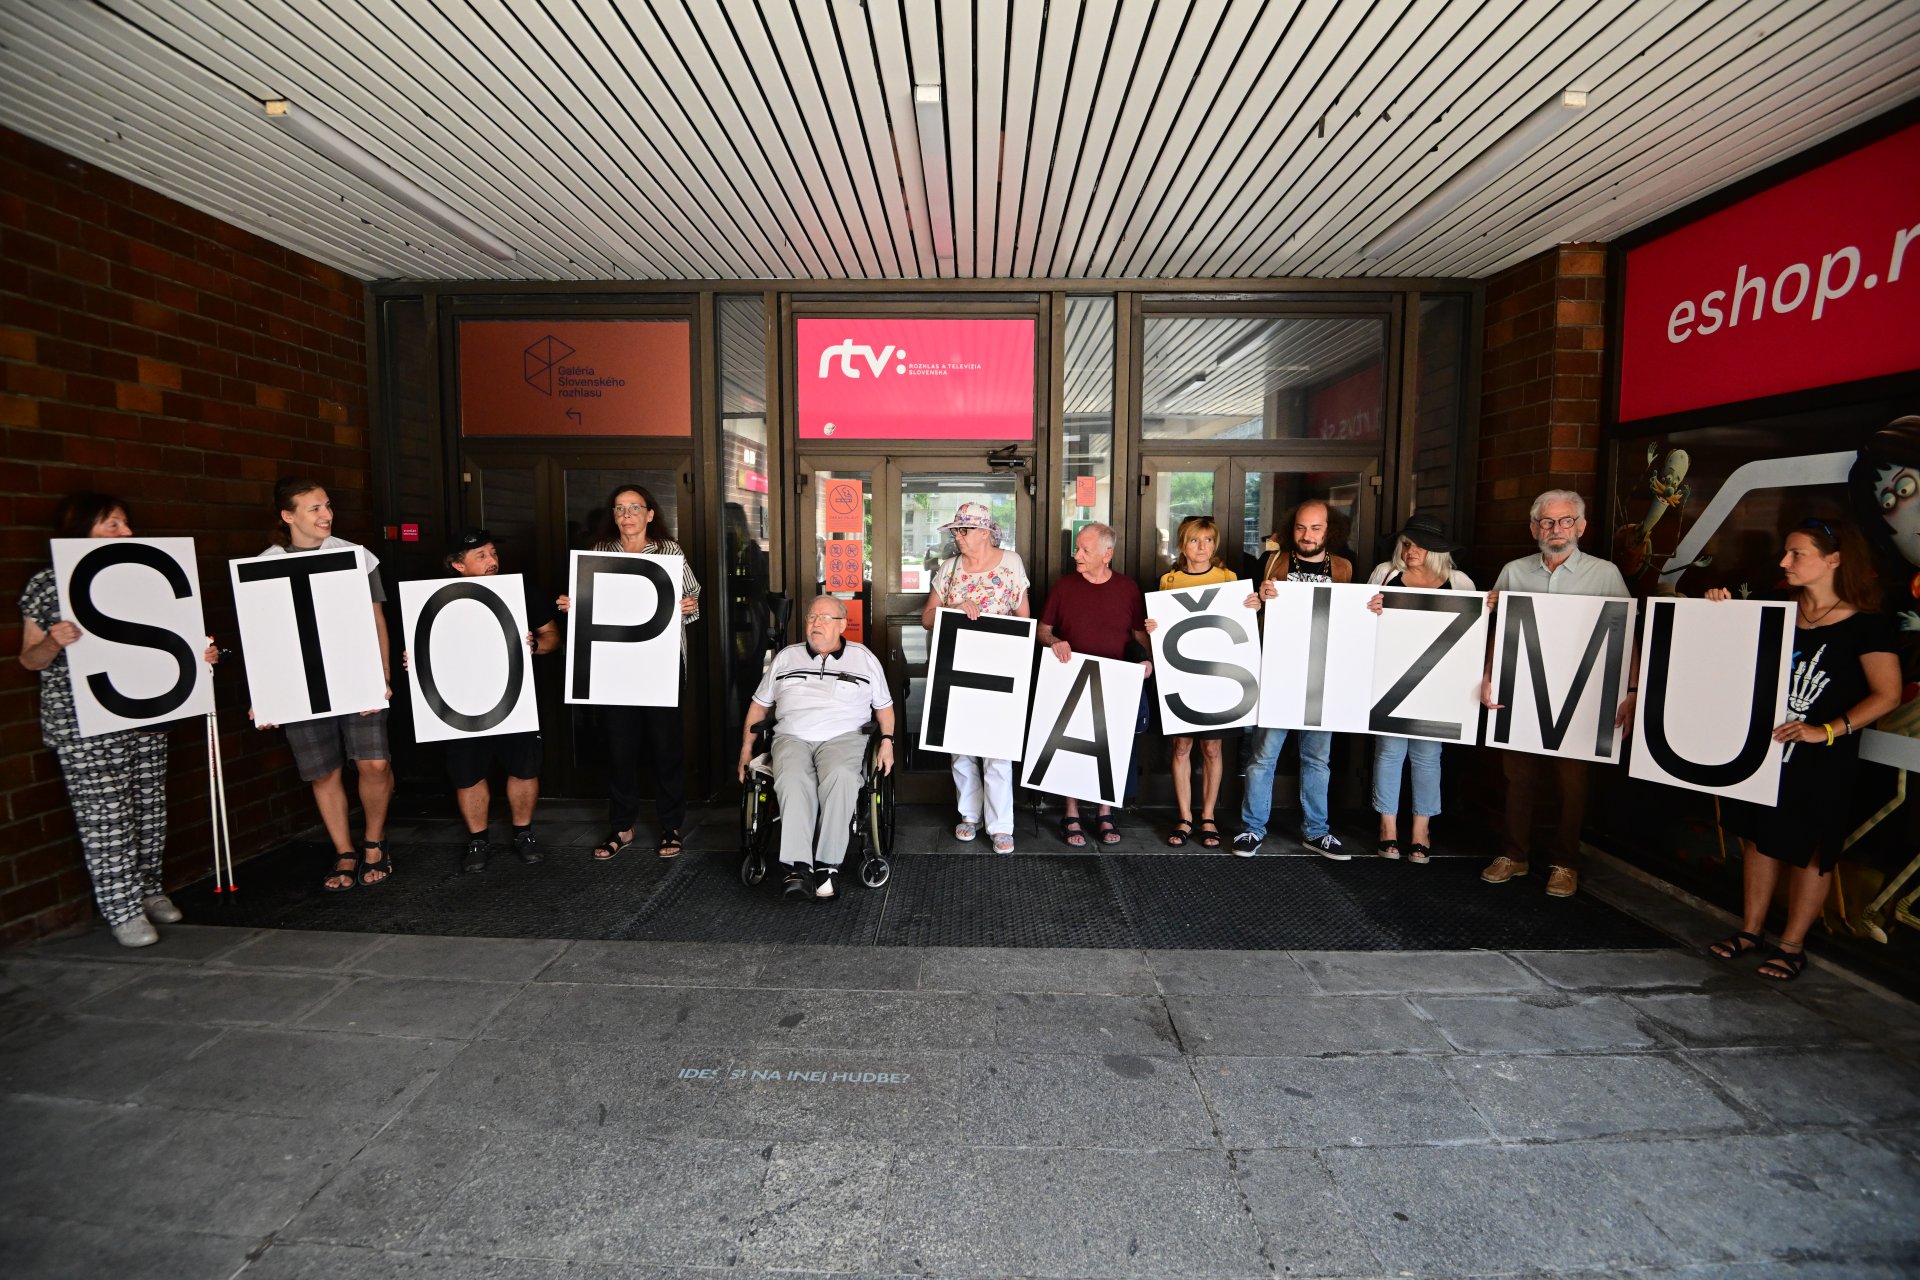 Galéria
Slovenského
rozhlasu
rtv:
ROZHLAS A TELEVÍZIA
SLOVENSKA
eshop.r
STOP FAŠIZMU
IDEŠ SI NA INEJ HUDBE?